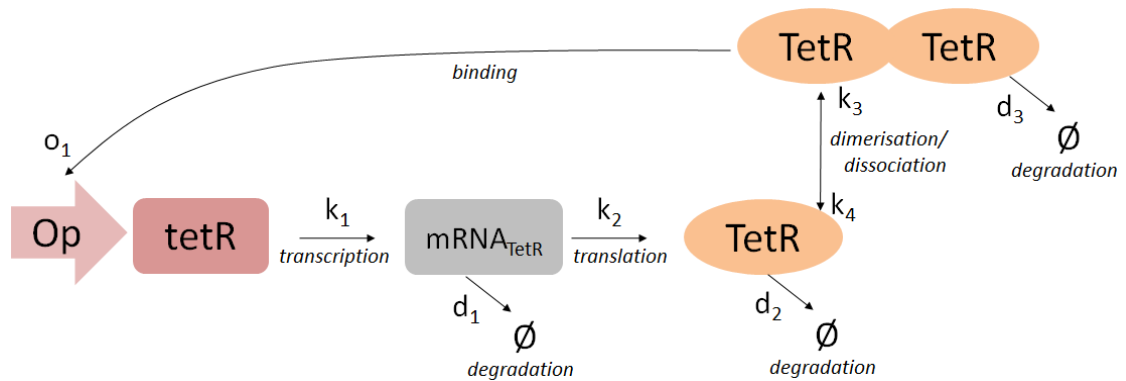 TetR TetR
binding
k₃
d₃
dimerisation/
dissociation
Ø
degradation
o₁
Op
tetR
k₁
transcription
mRNA_TetR
k₂
translation
k₄
TetR
d₁
Ø
degradation
d₂
Ø
degradation